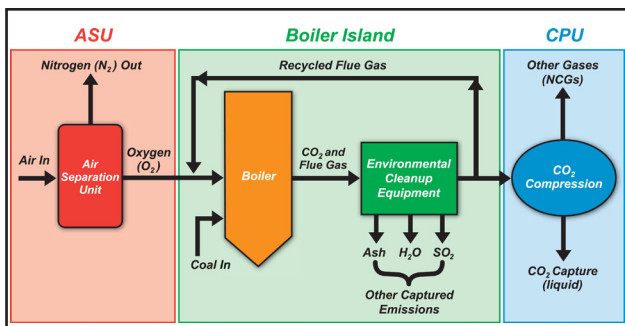 ASU
Boiler Island
CPU
Nitrogen (N₂) Out
Recycled Flue Gas
Other Gases
(NCGs)
Air In
Air
Separation
Unit
Oxygen
(O₂)
Boiler
CO₂ and
Flue Gas
Environmental
Cleanup
Equipment
CO₂
Compression
Coal In
Ash
H₂O
SO₂
Other Captured
Emissions
CO₂ Capture
(liquid)